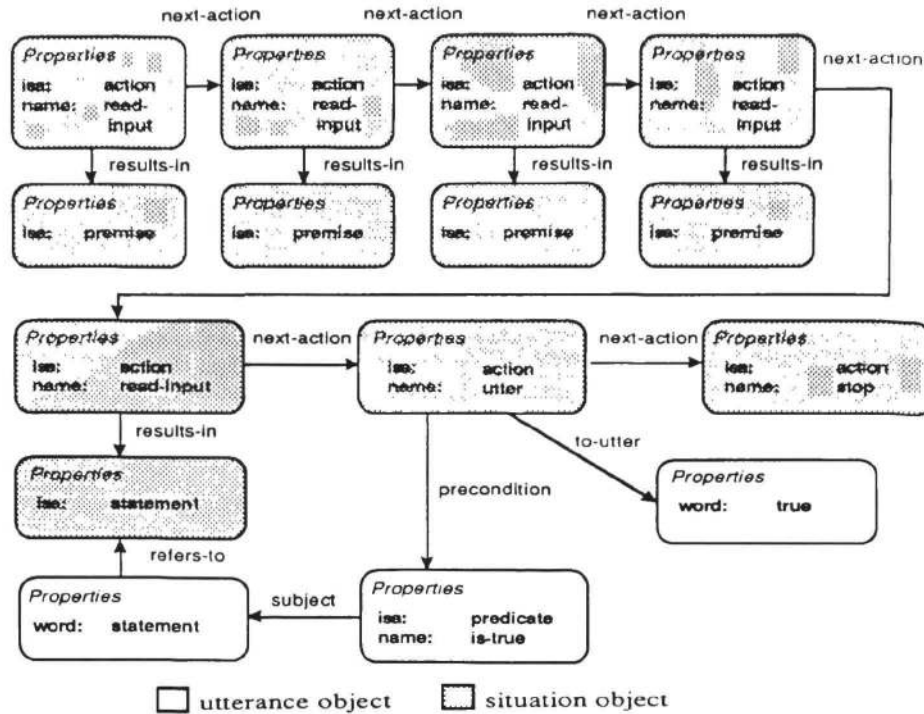 next-action next-action next-action
Properties Properties Properties Properties
isa: action isa: action isa: action isa: action next-action
name: read- name: read- name: read- name: read-
input input input input
results-in results-in results-in results-in
Properties Properties Properties Properties
isa: premise isa: premise isa: premise isa: premise
Properties next-action Properties next-action Properties
isa: action isa: action isa: action
name: read-input name: utter name: stop
results-in to-utter
Properties precondition Properties
isa: statement word: true
refers-to
Properties subject Properties
word: statement isa: predicate
name: is-true
utterance object situation object